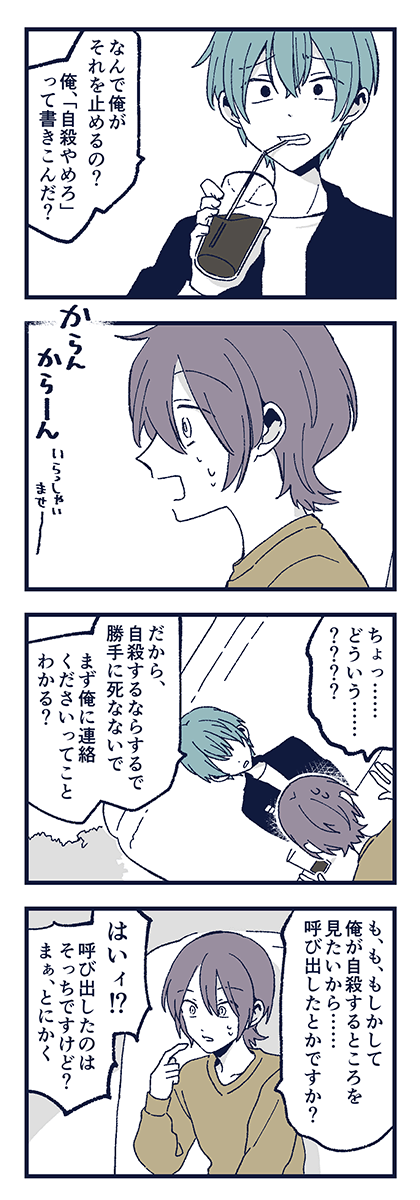 なんで俺が
それを止めるの？
俺、「自殺やめろ」
って書きこんだ？
からん
からーん
いらっしゃい
ませー
ちょっ……
どういう……
？？？？
だから、
自殺するならするで
勝手に死なないで
まず俺に連絡
くださいってこと
わかる？
も、も、もしかして
俺が自殺するところを
見たいから……
呼び出したとかですか？
はいィ!?
呼び出したのは
そっちですけど？
まぁ、とにかく